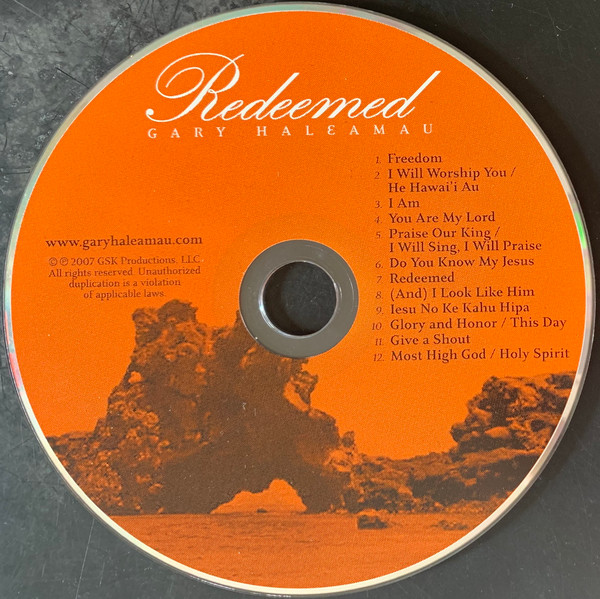 Redeemed
GARY HALEAMAU
1. Freedom
2. I Will Worship You /
He Hawai'i Au
3. I Am
4. You Are My Lord
5. Praise Our King /
I Will Sing, I Will Praise
6. Do You Know My Jesus
7. Redeemed
8. (And) I Look Like Him
9. Iesu No Ke Kahu Hipa
10. Glory and Honor / This Day
11. Give a Shout
12. Most High God / Holy Spirit
www.garyhaleamau.com
© ℗ 2007 GSK Productions, LLC.
All rights reserved. Unauthorized
duplication is a violation
of applicable laws.